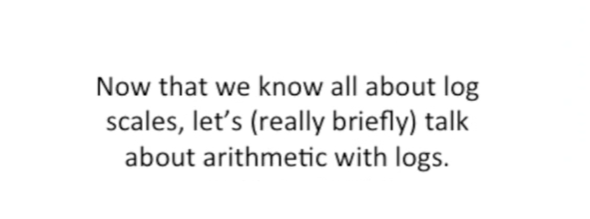 Now that we know all about log
scales, let’s (really briefly) talk
about arithmetic with logs.